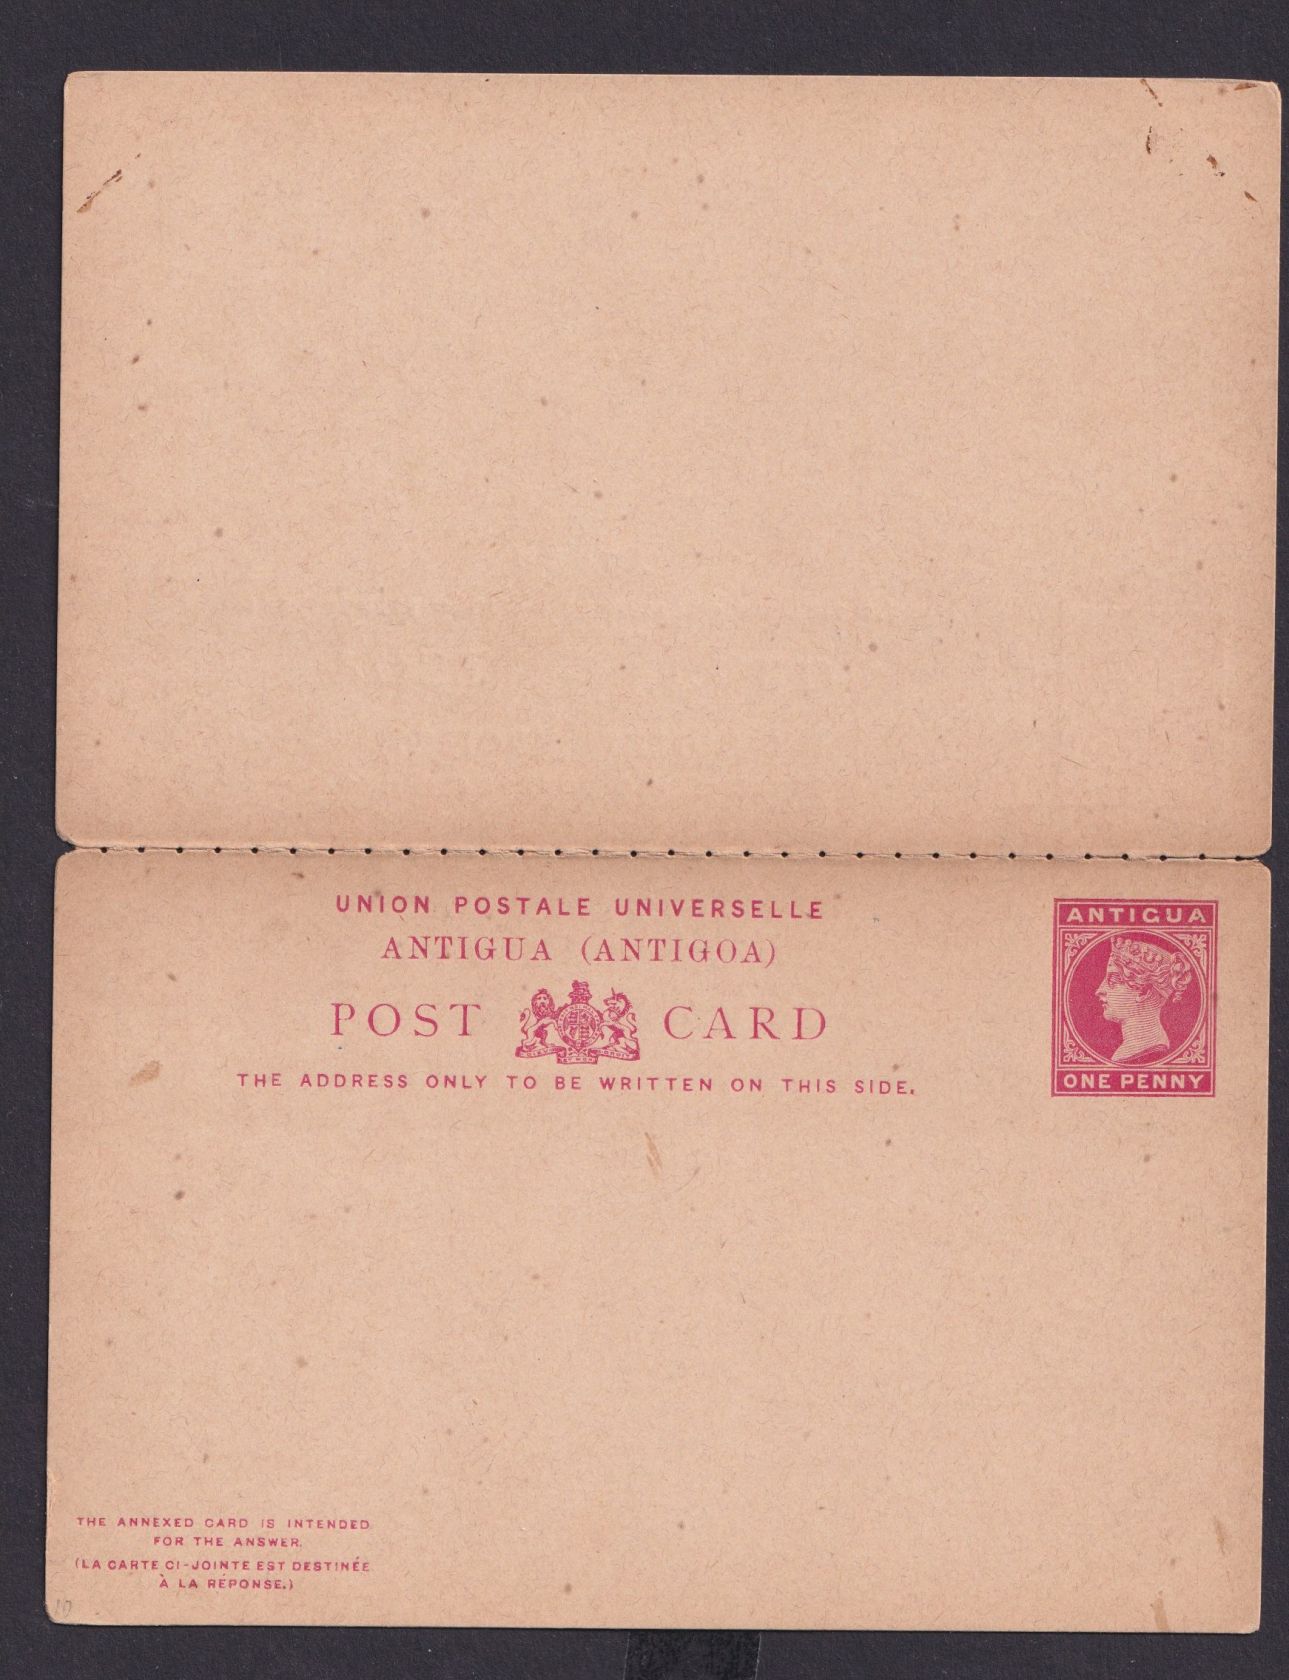 UNION POSTALE UNIVERSELLE
ANTIGUA (ANTIGOA)
POST CARD
THE ADDRESS ONLY TO BE WRITTEN ON THIS SIDE.
ANTIGUA
ONE PENNY
THE ANNEXED CARD IS INTENDED
FOR THE ANSWER.
(LA CARTE CI-JOINTE EST DESTINÉE
À LA RÉPONSE.)